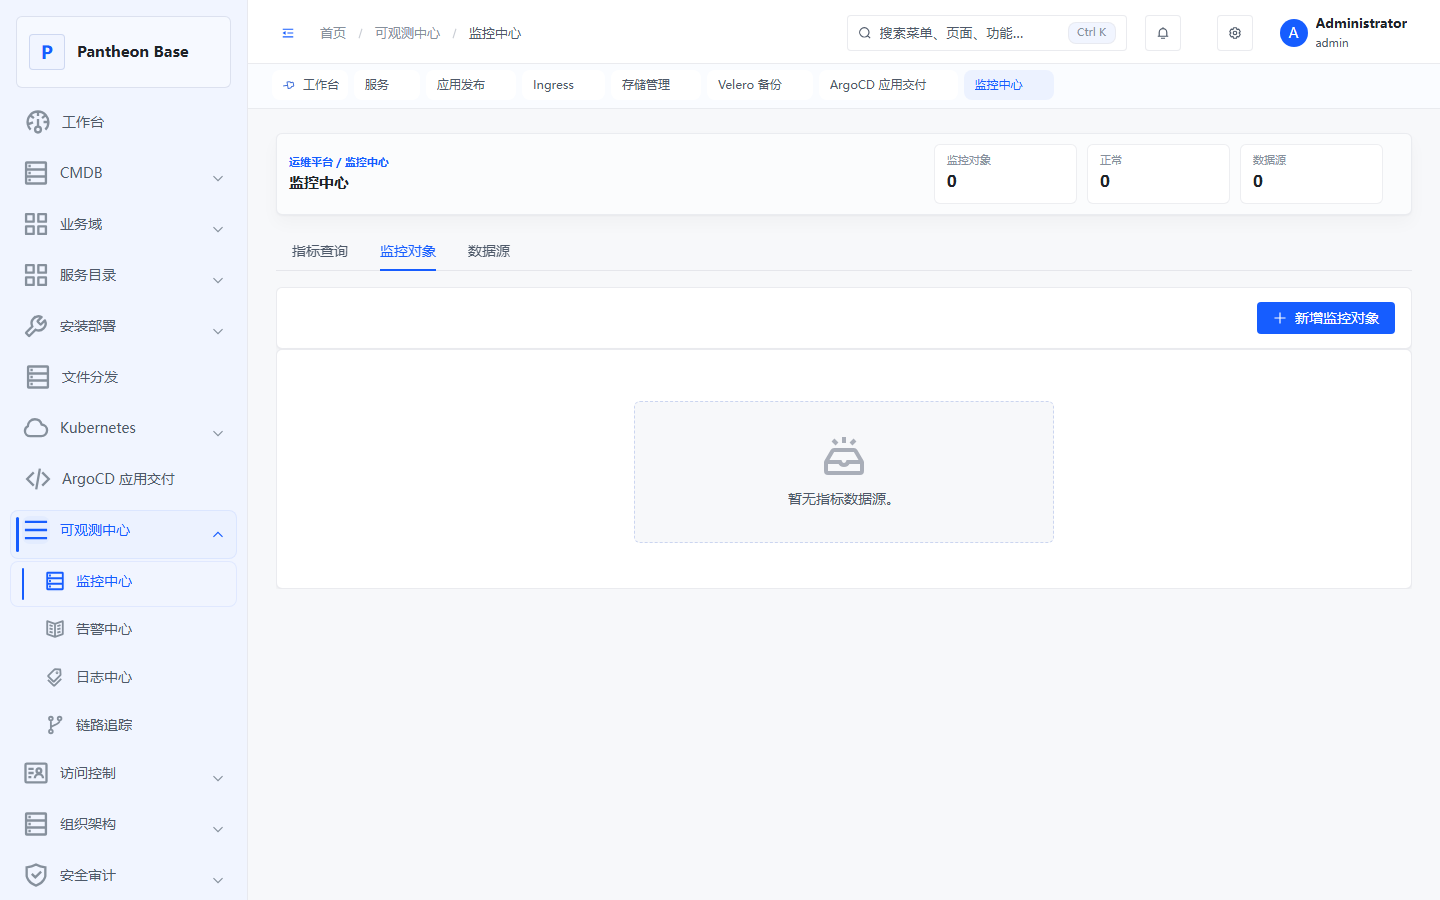 P Pantheon Base
工作台
CMDB
业务域
服务目录
安装部署
文件分发
Kubernetes
ArgoCD 应用交付
可观测中心
监控中心
告警中心
日志中心
链路追踪
访问控制
组织架构
安全审计
首页 / 可观测中心 / 监控中心
搜索菜单、页面、功能... Ctrl K
A Administrator
admin
工作台 服务 应用发布 Ingress 存储管理 Velero 备份 ArgoCD 应用交付 监控中心
运维平台 / 监控中心
监控中心
监控对象
0
正常
0
数据源
0
指标查询 监控对象 数据源
新增监控对象
暂无指标数据源。